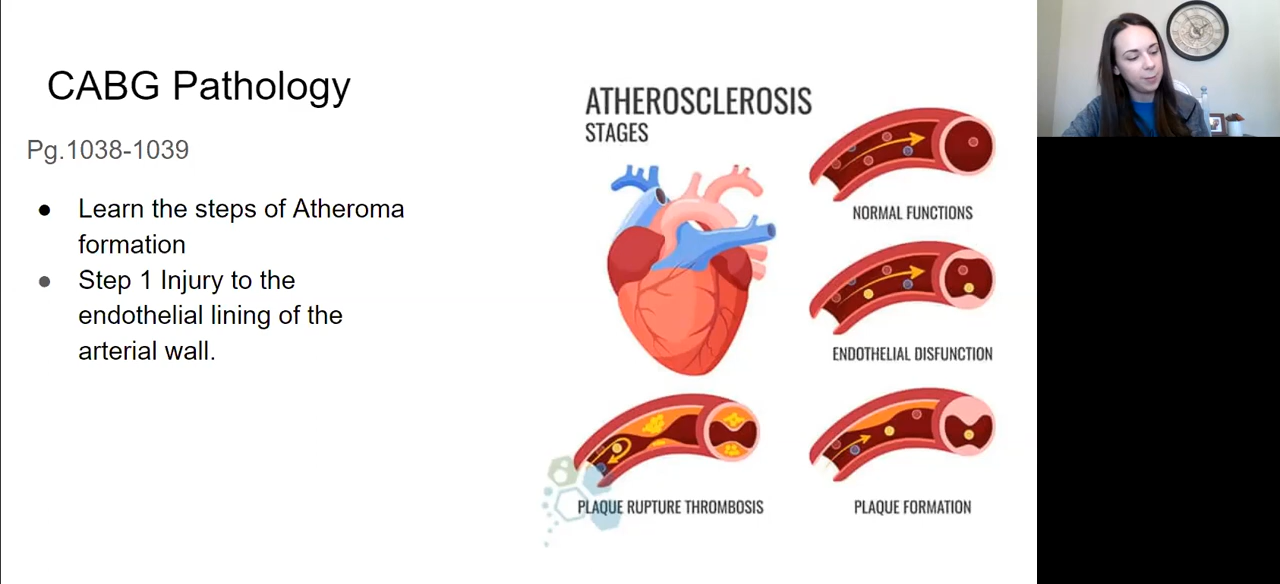 CABG Pathology
Pg.1038-1039
● Learn the steps of Atheroma
formation
● Step 1 Injury to the
endothelial lining of the
arterial wall.
ATHEROSCLEROSIS
STAGES
NORMAL FUNCTIONS
ENDOTHELIAL DISFUNCTION
PLAQUE RUPTURE THROMBOSIS
PLAQUE FORMATION